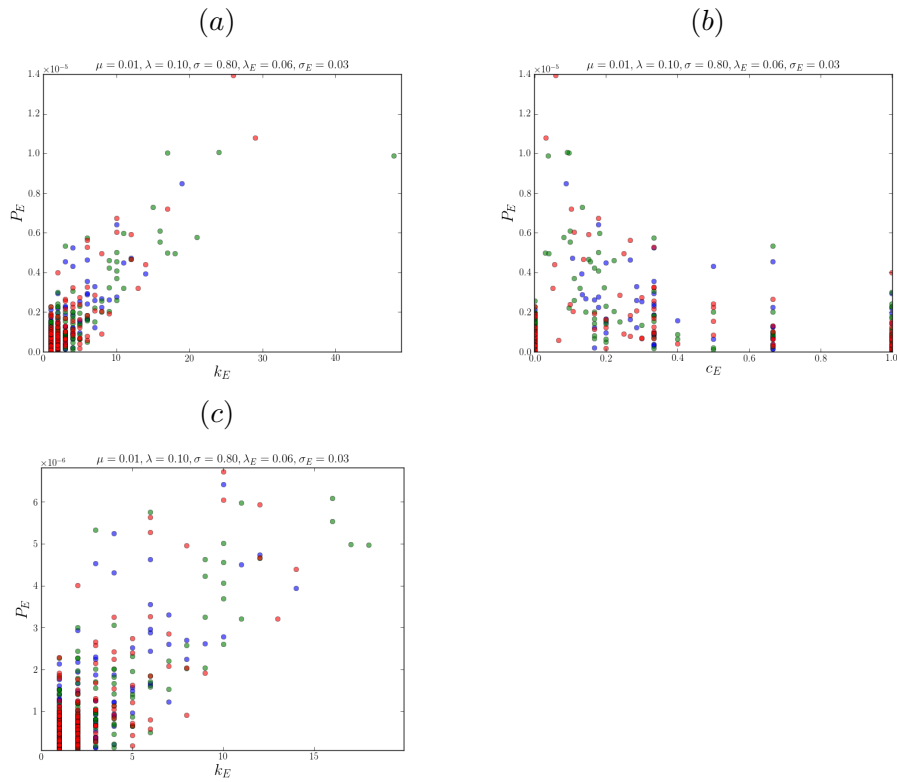 (a)
μ = 0.01, λ = 0.10, σ = 0.80, λ_E = 0.06, σ_E = 0.03
×10⁻⁵
1.4
1.2
1.0
0.8
0.6
0.4
0.2
0.0
P_E
0 10 20 30 40
k_E
(b)
μ = 0.01, λ = 0.10, σ = 0.80, λ_E = 0.06, σ_E = 0.03
×10⁻⁵
1.4
1.2
1.0
0.8
0.6
0.4
0.2
0.0
P_E
0.0 0.2 0.4 0.6 0.8 1.0
c_E
(c)
μ = 0.01, λ = 0.10, σ = 0.80, λ_E = 0.06, σ_E = 0.03
×10⁻⁶
6
5
4
3
2
1
P_E
0 5 10 15
k_E